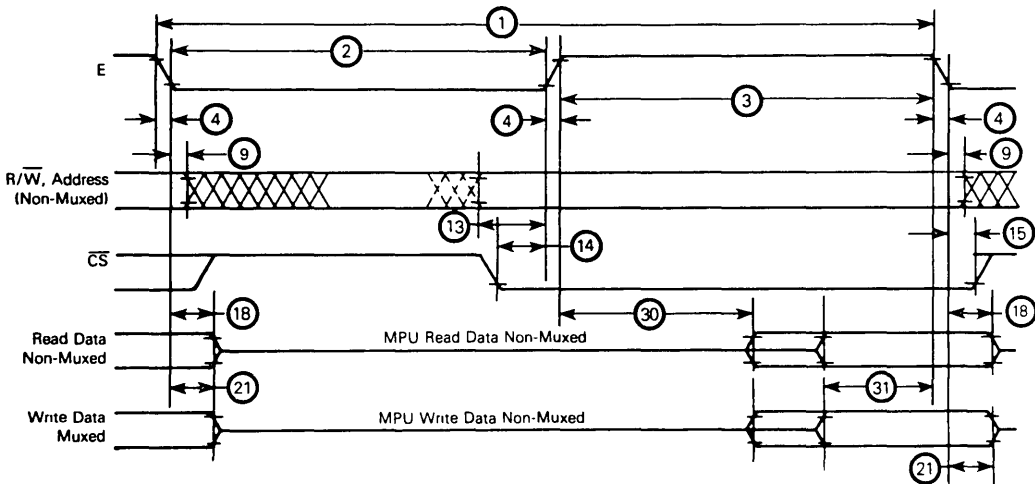 1
2
E
3
4
4
4
9
9
R/W̅, Address
(Non-Muxed)
13
14
15
C̅S̅
18
30
18
Read Data
Non-Muxed
MPU Read Data Non-Muxed
21
31
Write Data
Muxed
MPU Write Data Non-Muxed
21